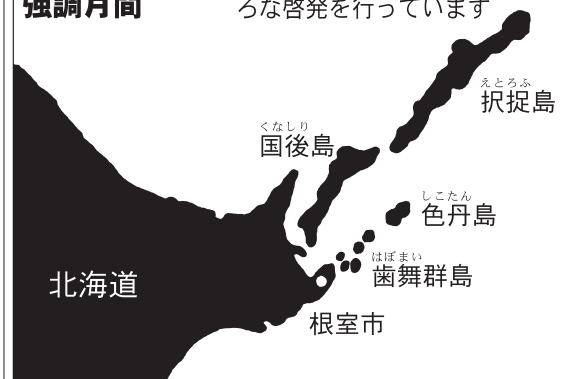 強調月間
ろな啓発を行っています
えとろふ
択捉島
くなしり
国後島
しこたん
色丹島
はぼまい
歯舞群島
北海道
根室市